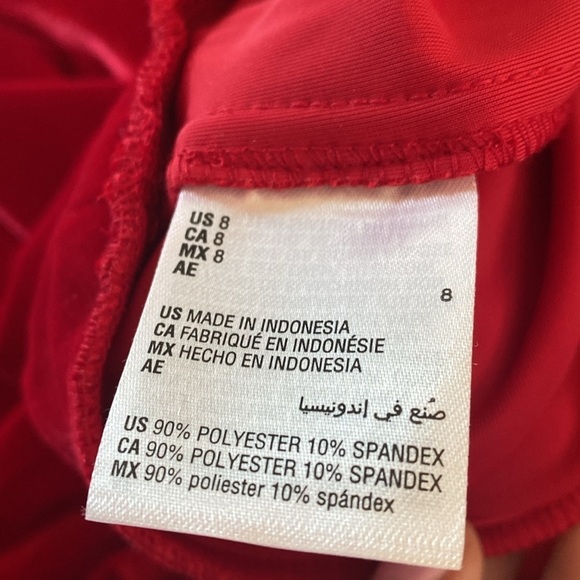 US 8
CA 8
MX 8
AE
8
US MADE IN INDONESIA
CA FABRIQUÉ EN INDONÉSIE
MX HECHO EN INDONESIA
AE
صُنع في إندونيسيا
US 90% POLYESTER 10% SPANDEX
CA 90% POLYESTER 10% SPANDEX
MX 90% poliester 10% spándex